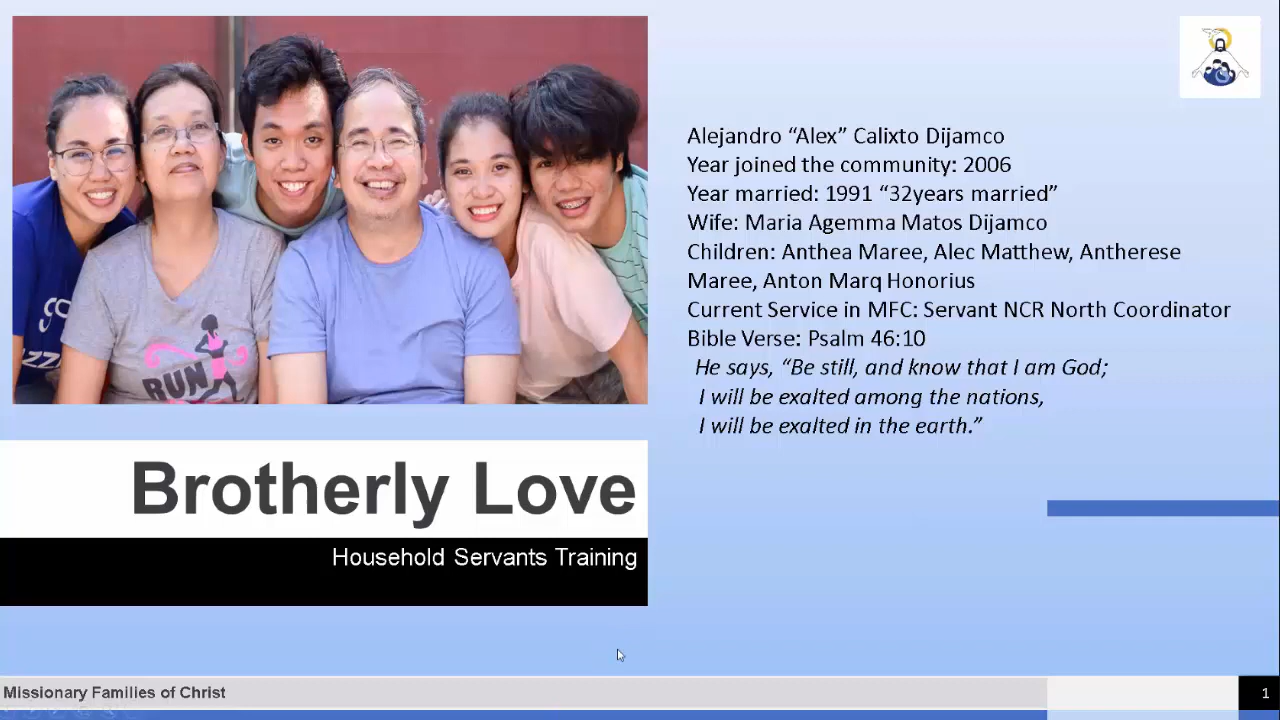 Alejandro “Alex” Calixto Dijamco
Year joined the community: 2006
Year married: 1991 “32years married”
Wife: Maria Agemma Matos Dijamco
Children: Anthea Maree, Alec Matthew, Antherese
Maree, Anton Marq Honorius
Current Service in MFC: Servant NCR North Coordinator
Bible Verse: Psalm 46:10
He says, “Be still, and know that I am God;
I will be exalted among the nations,
I will be exalted in the earth.”
RUN
Brotherly Love
Household Servants Training
Missionary Families of Christ
1